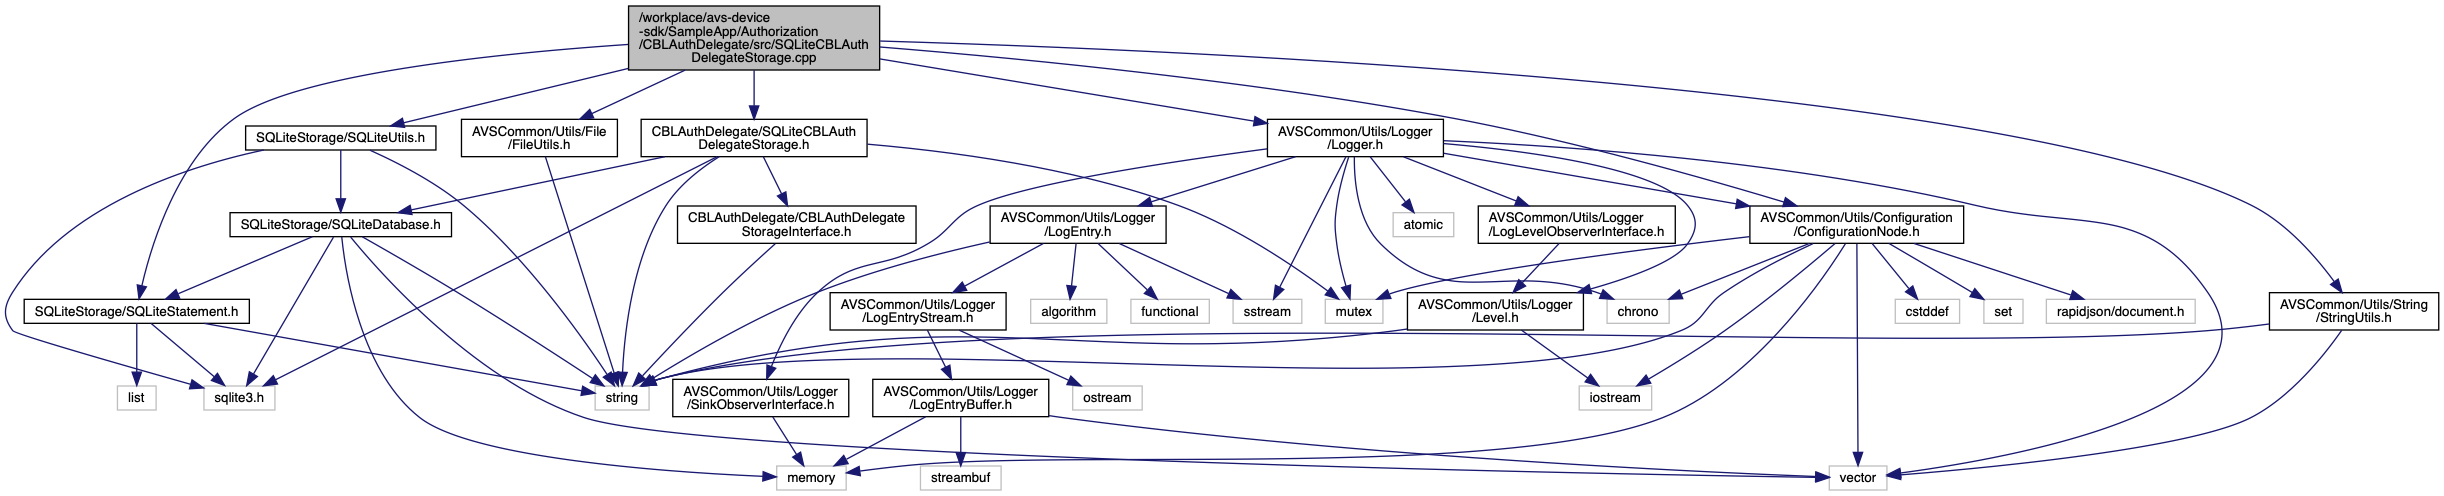 /workplace/avs-device
-sdk/SampleApp/Authorization
/CBLAuthDelegate/src/SQLiteCBLAuth
DelegateStorage.cpp
SQLiteStorage/SQLiteUtils.h
AVSCommon/Utils/File
/FileUtils.h
CBLAuthDelegate/SQLiteCBLAuth
DelegateStorage.h
AVSCommon/Utils/Logger
/Logger.h
SQLiteStorage/SQLiteDatabase.h
CBLAuthDelegate/CBLAuthDelegate
StorageInterface.h
AVSCommon/Utils/Logger
/LogEntry.h
atomic
AVSCommon/Utils/Logger
/LogLevelObserverInterface.h
AVSCommon/Utils/Configuration
/ConfigurationNode.h
SQLiteStorage/SQLiteStatement.h
AVSCommon/Utils/Logger
/LogEntryStream.h
algorithm
functional
sstream
mutex
AVSCommon/Utils/Logger
/Level.h
chrono
cstddef
set
rapidjson/document.h
AVSCommon/Utils/String
/StringUtils.h
list
sqlite3.h
string
AVSCommon/Utils/Logger
/SinkObserverInterface.h
AVSCommon/Utils/Logger
/LogEntryBuffer.h
ostream
iostream
memory
streambuf
vector